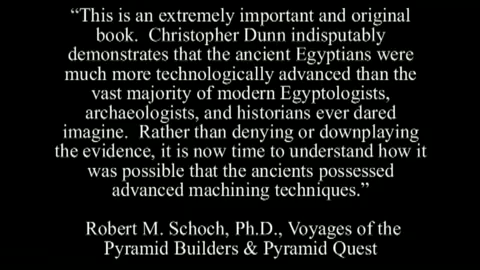 “This is an extremely important and original
book.  Christopher Dunn indisputably
demonstrates that the ancient Egyptians were
much more technologically advanced than the
vast majority of modern Egyptologists,
archaeologists, and historians ever dared
imagine.  Rather than denying or downplaying
the evidence, it is now time to understand how it
was possible that the ancients possessed
advanced machining techniques.”
Robert M. Schoch, Ph.D., Voyages of the
Pyramid Builders & Pyramid Quest